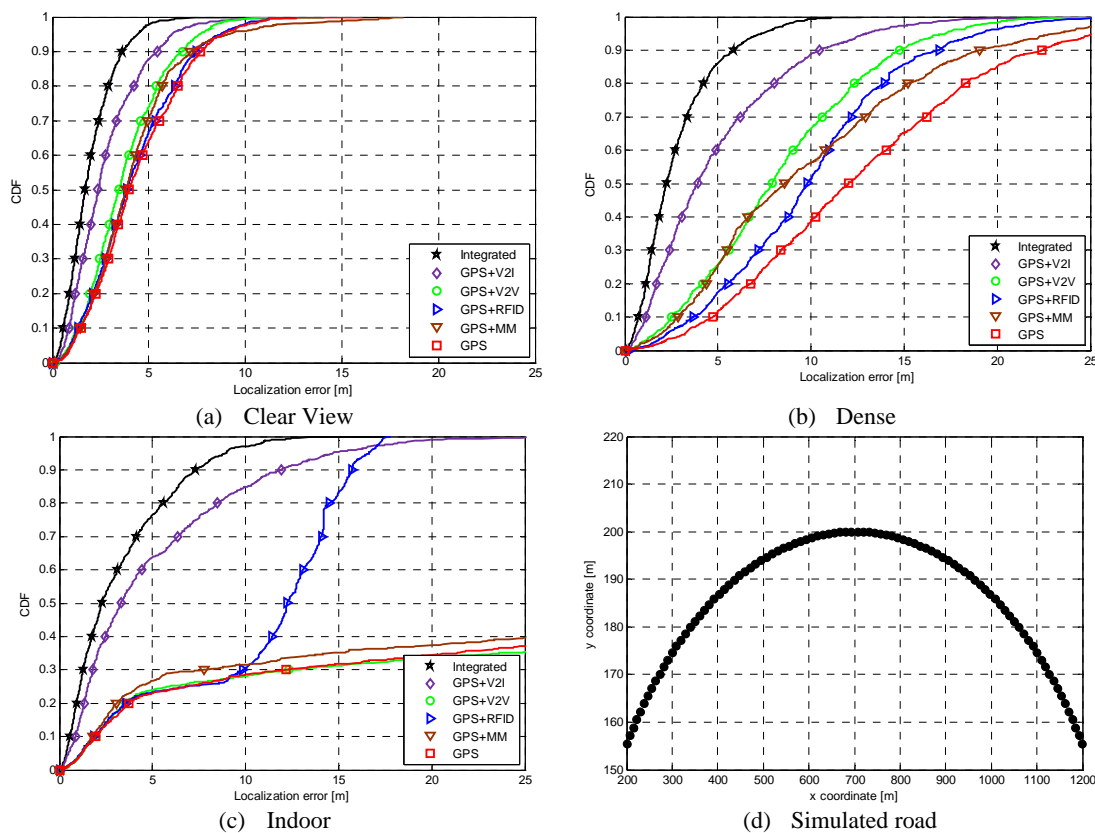 1
0.9
0.8
0.7
0.6
0.5
0.4
0.3
0.2
0.1
0
CDF
0 5 10 15 20 25
Localization error [m]
Integrated
GPS+V2I
GPS+V2V
GPS+RFID
GPS+MM
GPS
(a) Clear View
1
0.9
0.8
0.7
0.6
0.5
0.4
0.3
0.2
0.1
0
CDF
0 5 10 15 20 25
Localization error [m]
Integrated
GPS+V2I
GPS+V2V
GPS+RFID
GPS+MM
GPS
(b) Dense
1
0.9
0.8
0.7
0.6
0.5
0.4
0.3
0.2
0.1
0
CDF
0 5 10 15 20 25
Localization error [m]
Integrated
GPS+V2I
GPS+V2V
GPS+RFID
GPS+MM
GPS
(c) Indoor
220
210
200
190
180
170
160
150
y coordinate [m]
200 300 400 500 600 700 800 900 1000 1100 1200
x coordinate [m]
(d) Simulated road